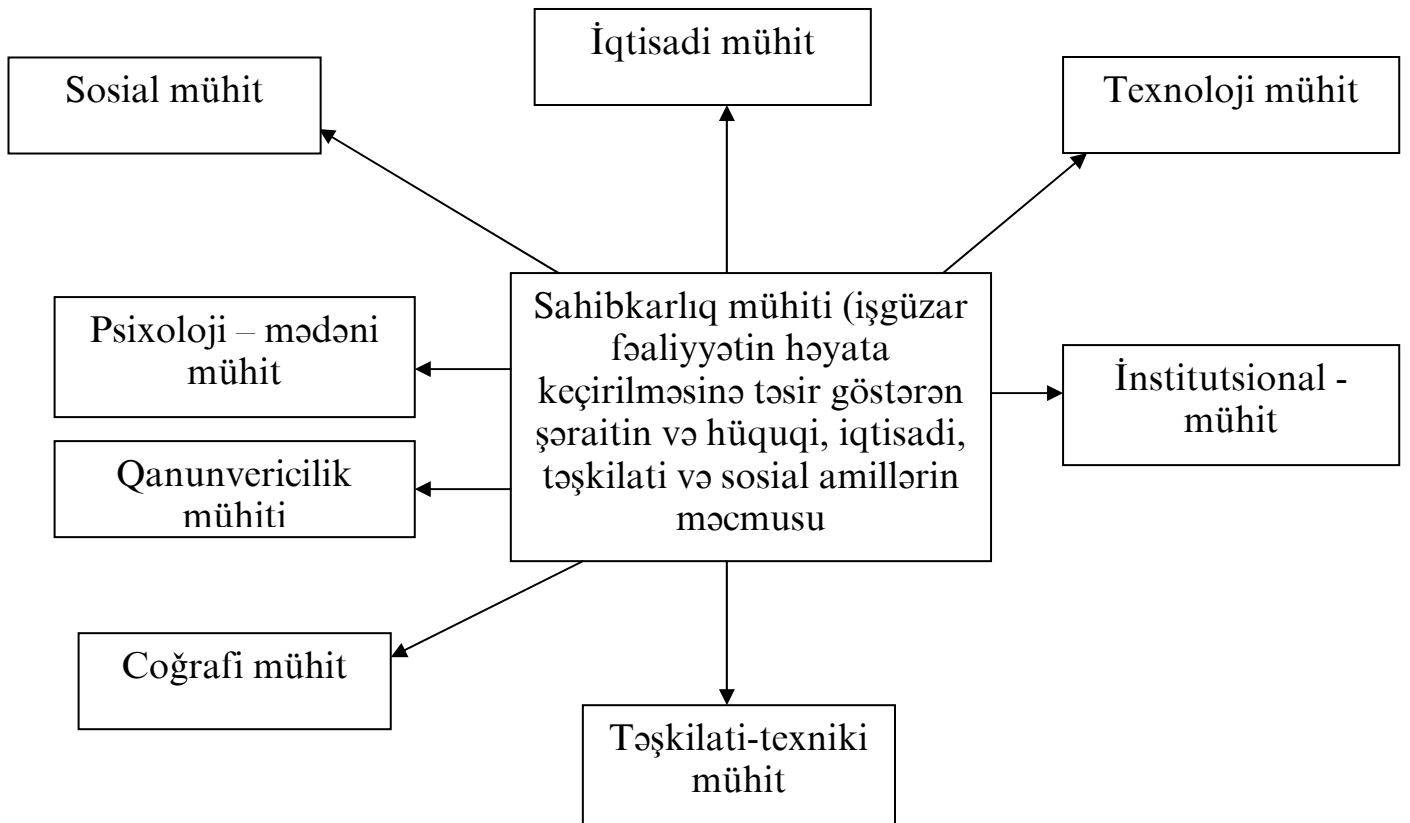 İqtisadi mühit
Sosial mühit
Texnoloji mühit
Sahibkarlıq mühiti (işgüzar
fəaliyyətin həyata
keçirilməsinə təsir göstərən
şəraitin və hüquqi, iqtisadi,
təşkilati və sosial amillərin
məcmusu
Psixoloji – mədəni
mühit
İnstitutsional -
mühit
Qanunvericilik
mühiti
Coğrafi mühit
Təşkilati-texniki
mühit